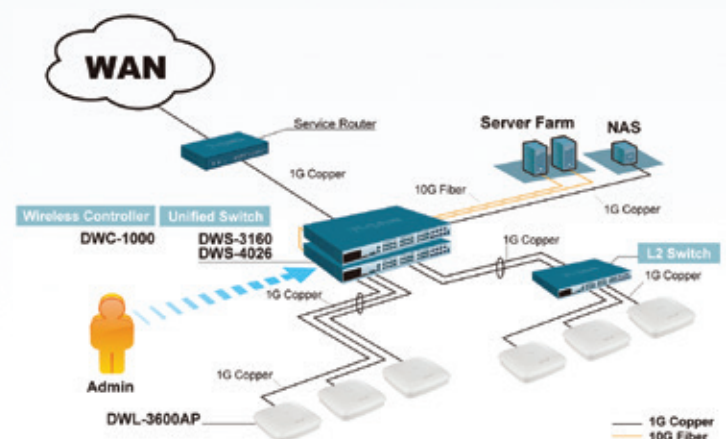 WAN
Service Router
Server Farm
NAS
1G Copper
10G Fiber
1G Copper
Wireless Controller
Unified Switch
DWC-1000
DWS-3160
DWS-4026
1G Copper
L2 Switch
1G Copper
1G Copper
Admin
1G Copper
DWL-3600AP
1G Copper
10G Fiber